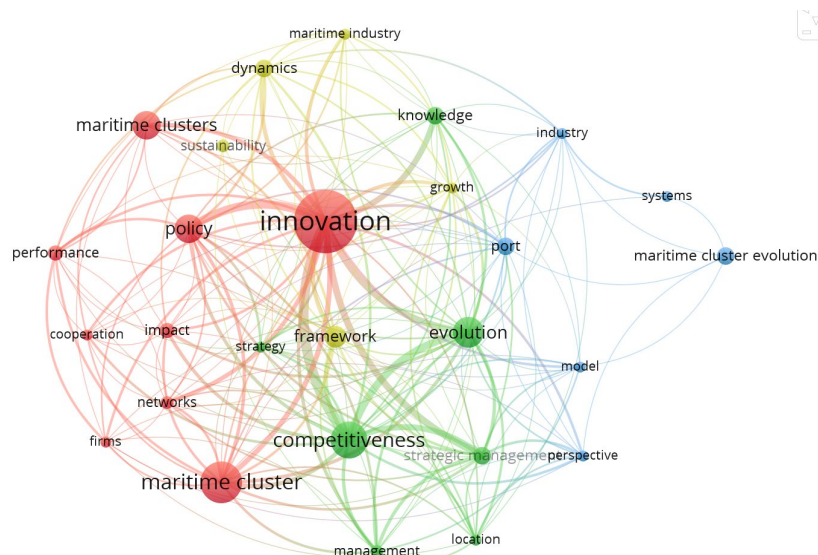 maritime industry
dynamics
knowledge
maritime clusters
industry
sustainability
growth
systems
innovation
policy
port
performance
maritime cluster evolution
cooperation
impact
framework
evolution
strategy
model
networks
firms
competitiveness
strategic management
perspective
maritime cluster
location
management